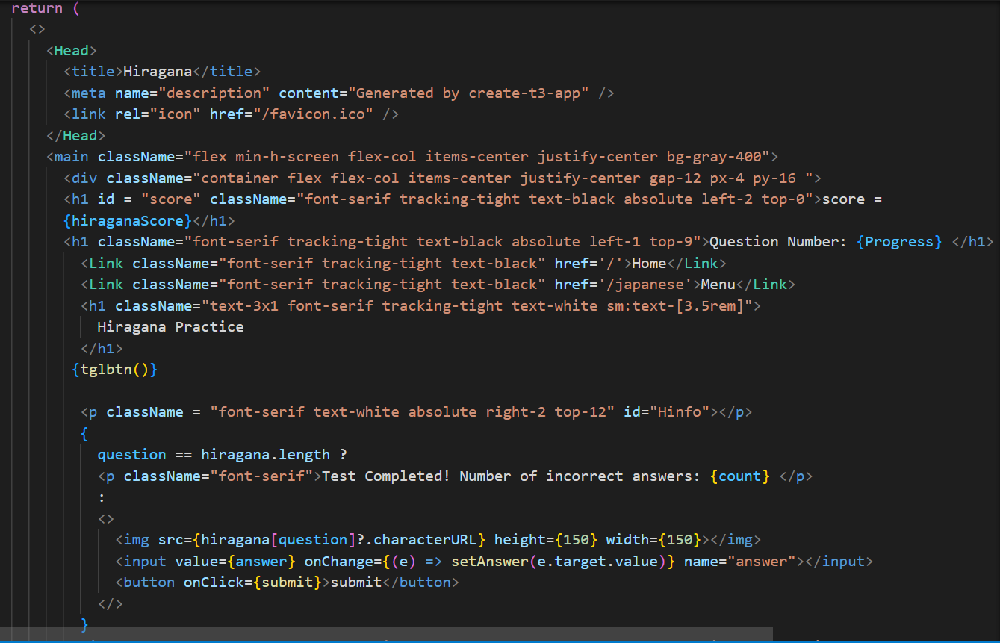 return (
<>
<Head>
<title>Hiragana</title>
<meta name="description" content="Generated by create-t3-app" />
<link rel="icon" href="/favicon.ico" />
</Head>
<main className="flex min-h-screen flex-col items-center justify-center bg-gray-400">
<div className="container flex flex-col items-center justify-center gap-12 px-4 py-16 ">
<h1 id = "score" className="font-serif tracking-tight text-black absolute left-2 top-0">score =
{hiraganaScore}</h1>
<h1 className="font-serif tracking-tight text-black absolute left-1 top-9">Question Number: {Progress} </h1>
<Link className="font-serif tracking-tight text-black" href='/'>Home</Link>
<Link className="font-serif tracking-tight text-black" href='/japanese'>Menu</Link>
<h1 className="text-3x1 font-serif tracking-tight text-white sm:text-[3.5rem]">
Hiragana Practice
</h1>
{tglbtn()}
<p className = "font-serif text-white absolute right-2 top-12" id="Hinfo"></p>
{
question == hiragana.length ?
<p className="font-serif">Test Completed! Number of incorrect answers: {count} </p>
:
<>
<img src={hiragana[question]?.characterURL} height={150} width={150}></img>
<input value={answer} onChange={(e) => setAnswer(e.target.value)} name="answer"></input>
<button onClick={submit}>submit</button>
</>
}